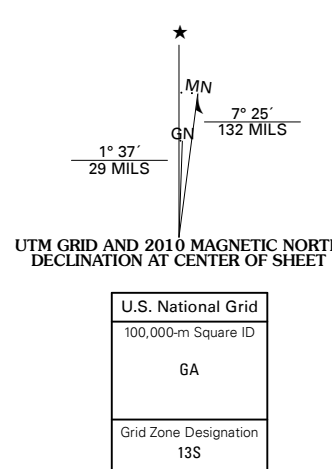 ★
MN
7° 25´
132 MILS
GN
1° 37´
29 MILS
UTM GRID AND 2010 MAGNETIC NORT
DECLINATION AT CENTER OF SHEET
U.S. National Grid
100,000-m Square ID
GA
Grid Zone Designation
13S